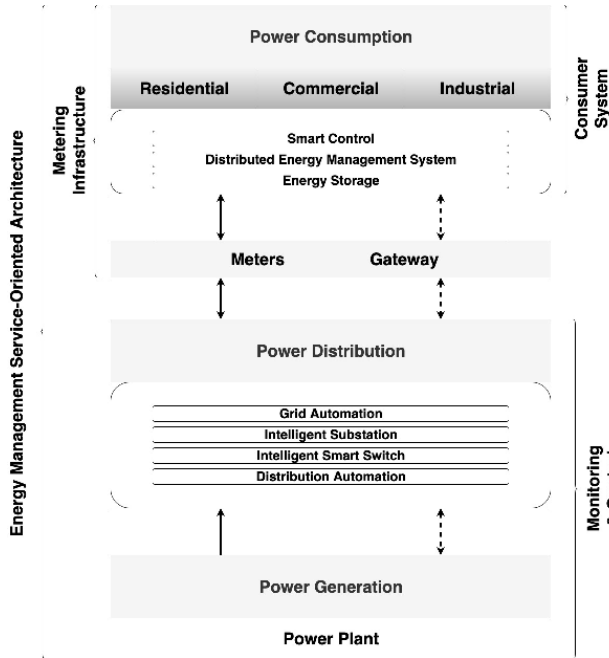 Power Consumption
Residential Commercial Industrial
Smart Control
Distributed Energy Management System
Energy Storage
Meters Gateway
Power Distribution
Grid Automation
Intelligent Substation
Intelligent Smart Switch
Distribution Automation
Power Generation
Power Plant
Energy Management Service-Oriented Architecture
Metering
Infrastructure
Consumer
System
Monitoring